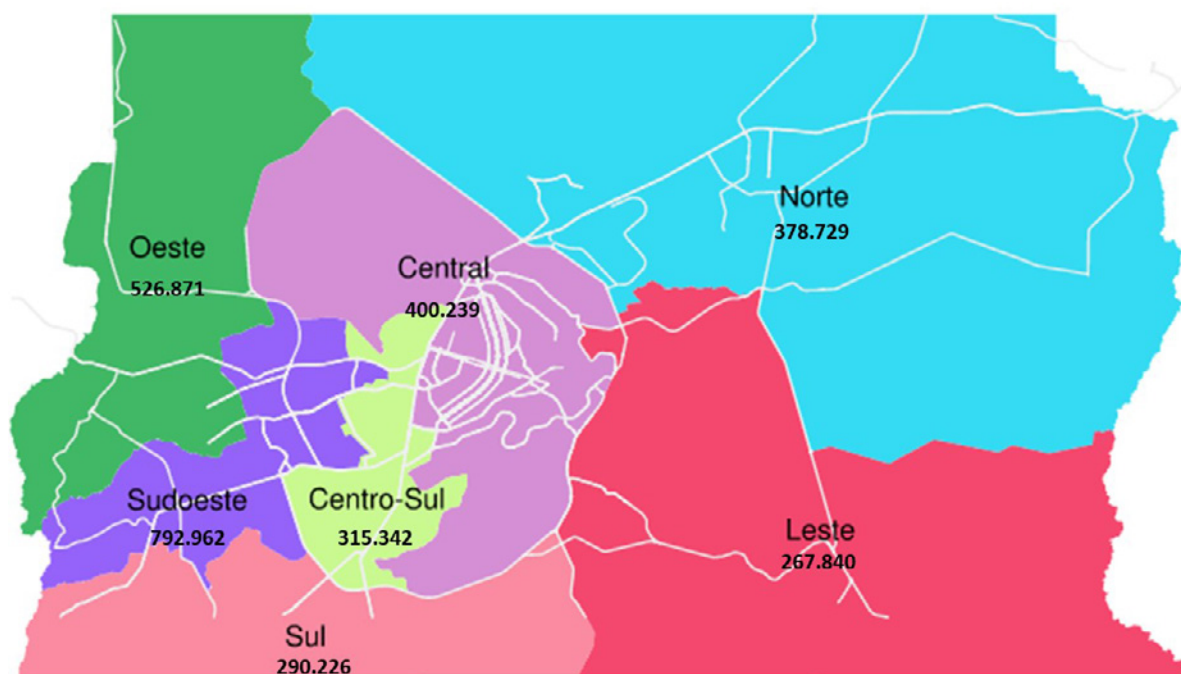 Norte
378.729
Oeste
526.871
Central
400.239
Sudoeste
792.962
Centro-Sul
315.342
Leste
267.840
Sul
290.226